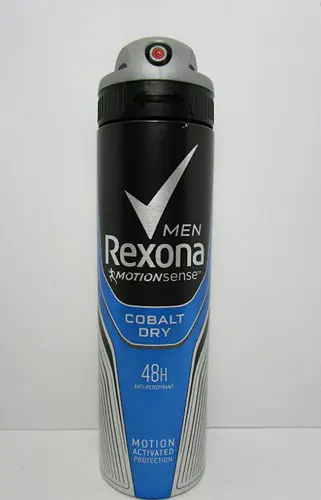 MEN
Rexona
MOTIONsense™
COBALT
DRY
48H
ANTI-PERSPIRANT
MOTION
ACTIVATED
PROTECTION